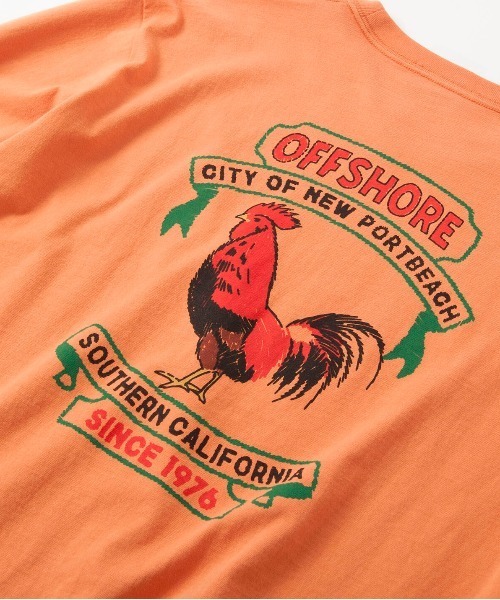 OFFSHORE
CITY OF NEW PORTBEACH
SOUTHERN CALIFORNIA
SINCE 1976